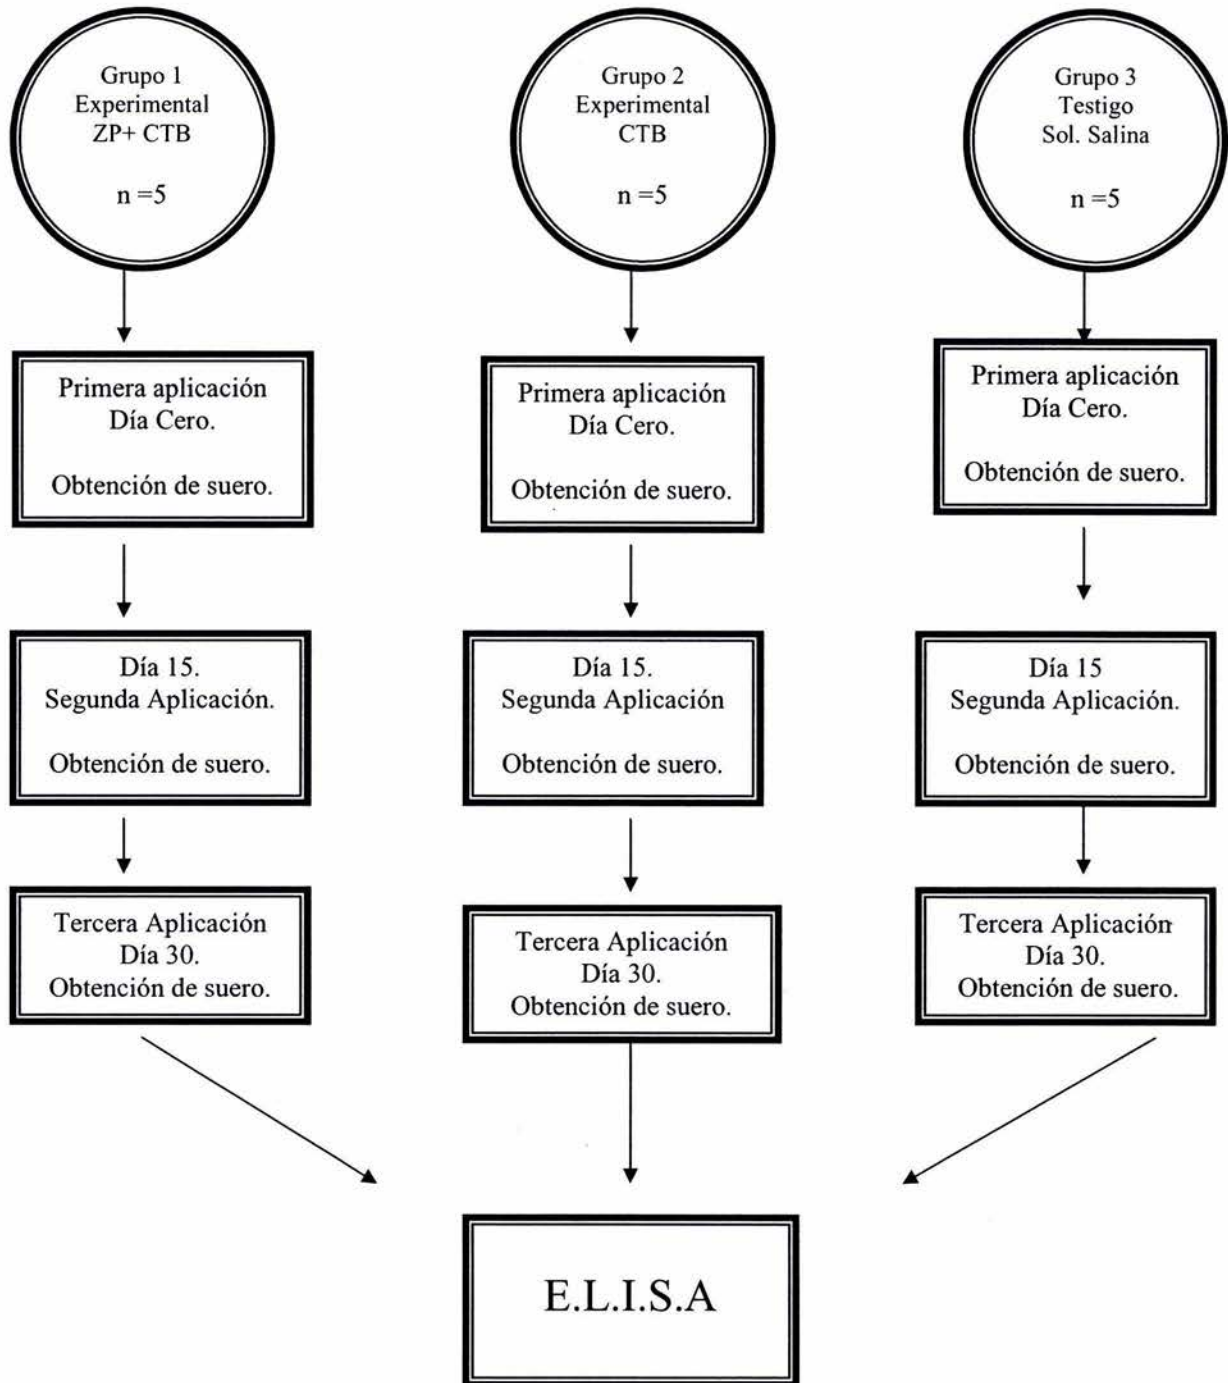 Grupo 1
Experimental
ZP+ CTB
n =5
Grupo 2
Experimental
CTB
n =5
Grupo 3
Testigo
Sol. Salina
n =5
Primera aplicación
Día Cero.
Obtención de suero.
Primera aplicación
Día Cero.
Obtención de suero.
Primera aplicación
Día Cero.
Obtención de suero.
Día 15.
Segunda Aplicación.
Obtención de suero.
Día 15.
Segunda Aplicación
Obtención de suero.
Día 15
Segunda Aplicación.
Obtención de suero.
Tercera Aplicación
Día 30.
Obtención de suero.
Tercera Aplicación
Día 30.
Obtención de suero.
Tercera Aplicación
Día 30.
Obtención de suero.
E.L.I.S.A